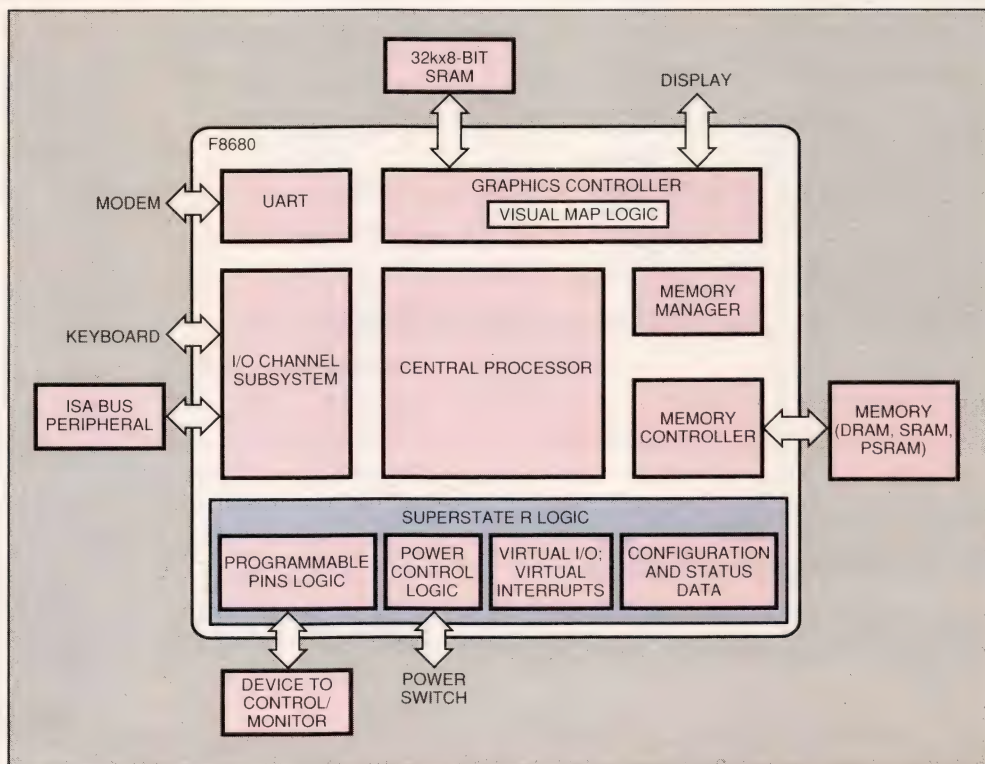 32kx8-BIT
SRAM
DISPLAY
F8680
MODEM
UART
GRAPHICS CONTROLLER
VISUAL MAP LOGIC
KEYBOARD
I/O CHANNEL
SUBSYSTEM
CENTRAL PROCESSOR
MEMORY
MANAGER
ISA BUS
PERIPHERAL
MEMORY
CONTROLLER
MEMORY
(DRAM, SRAM,
PSRAM)
SUPERSTATE R LOGIC
PROGRAMMABLE
PINS LOGIC
POWER
CONTROL
LOGIC
VIRTUAL I/O;
VIRTUAL
INTERRUPTS
CONFIGURATION
AND STATUS
DATA
DEVICE TO
CONTROL/
MONITOR
POWER
SWITCH